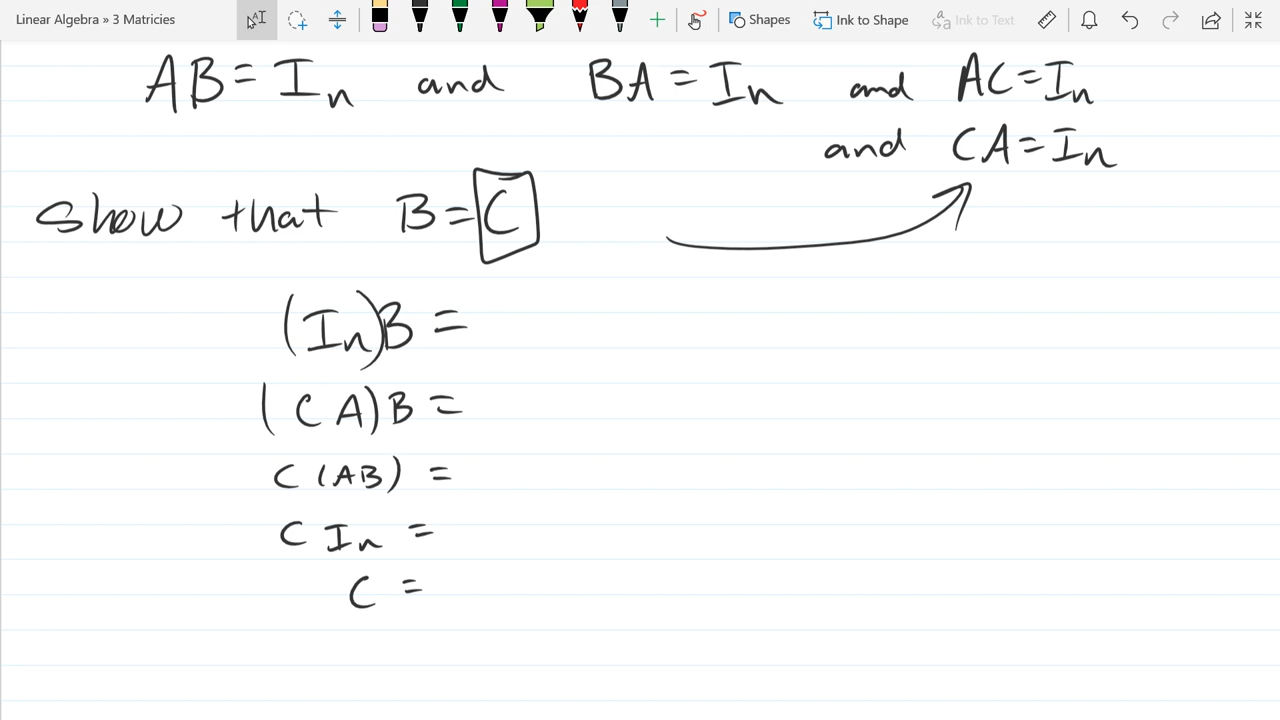 Linear Algebra » 3 Matricies Shapes Ink to Shape Ink to Text
AB = In and BA = In and AC = In
and CA = In
Show that B = C
(In)B =
(CA)B =
C(AB) =
C In =
C =